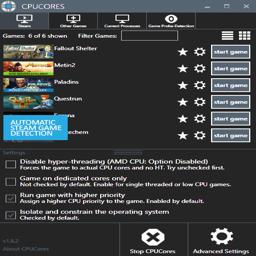 CPUCORES
Steam
Other Games
Current Processes
Game Probe Detection
Games: 6 of 6 shown
Filter Games:
Fallout Shelter
start game
Metin2
start game
Paladins
start game
Questrun
start game
start game
start game
AUTOMATIC
STEAM GAME
DETECTION
Settings
Disable hyper-threading (AMD CPU: Option Disabled)
Forces the game to actual CPU cores and no HT. Try unchecked first.
Game on dedicated cores only
Not checked by default. Enable for single threaded or low CPU games.
Run game with higher priority
Assign a higher CPU priority to the game. Enabled by default.
Isolate and constrain the operating system
Checked by default.
v1.8.2
About CPUCores
Stop CPUCores
Advanced Settings